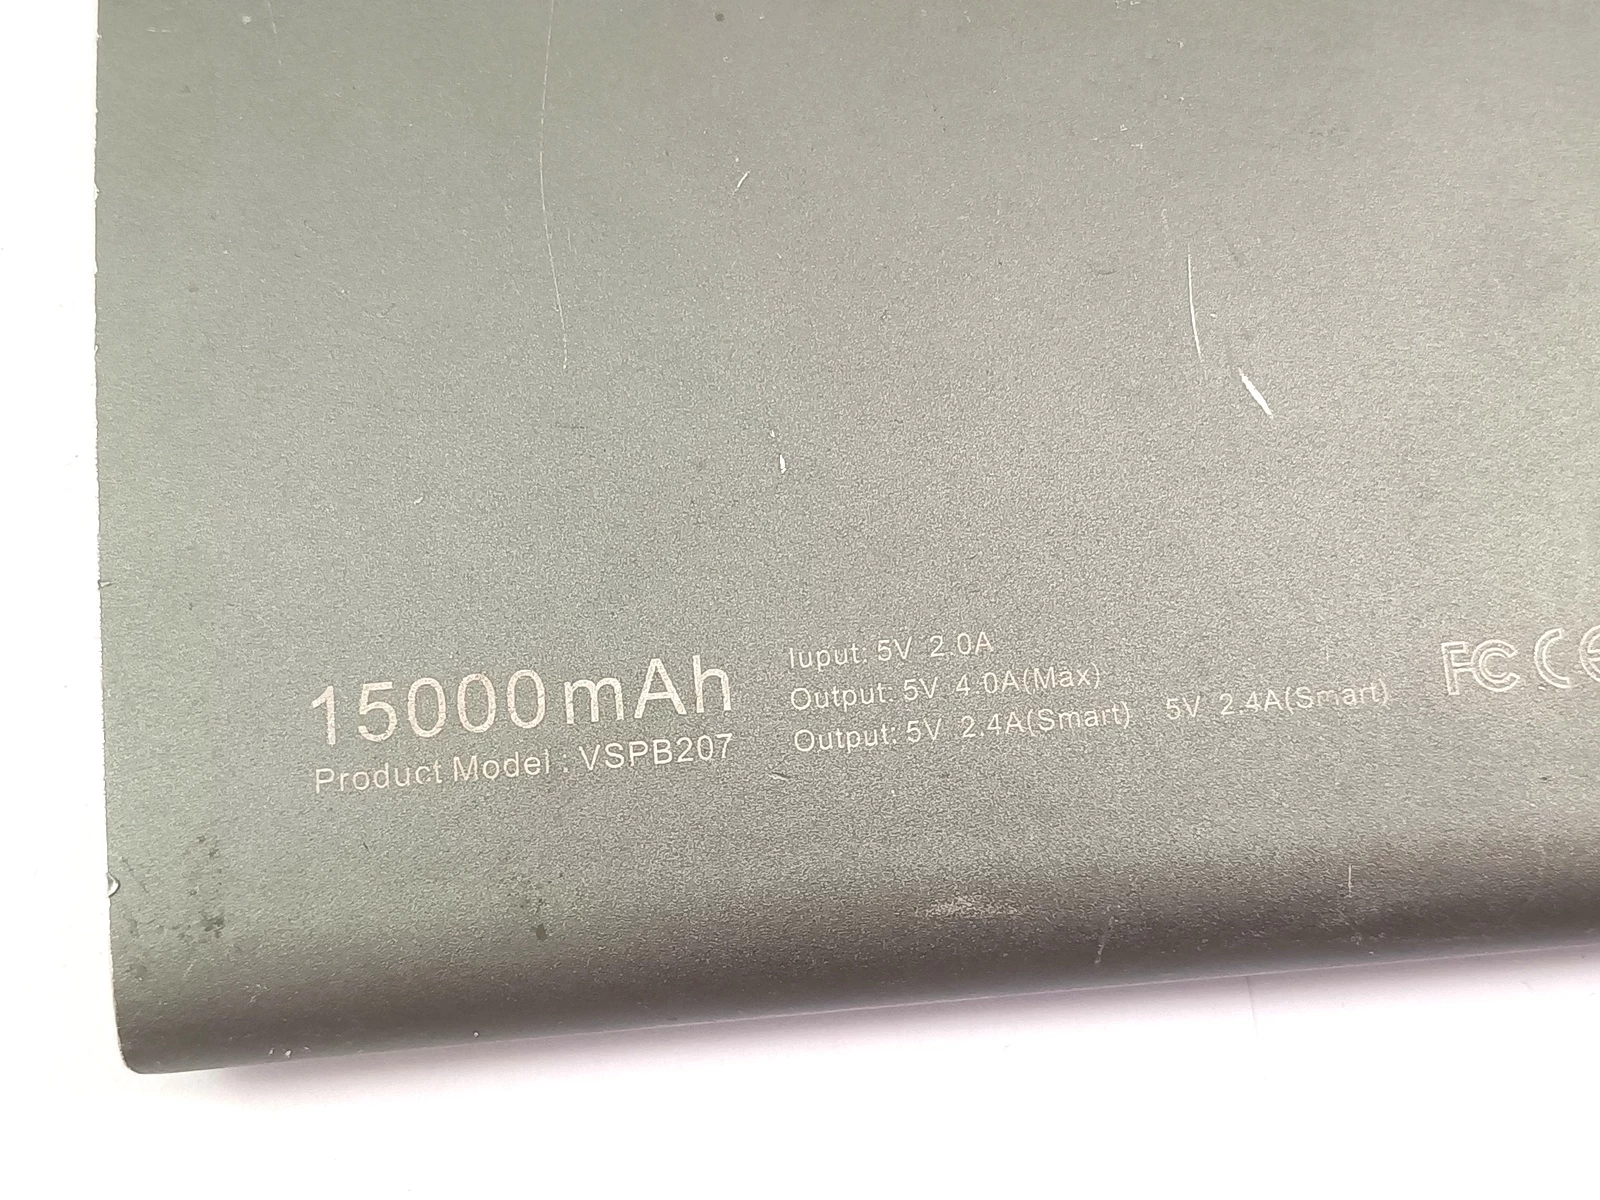 15000mAh
Product Model : VSPB207
Iuput: 5V 2.0A
Output: 5V 4.0A(Max)
Output: 5V 2.4A(Smart) 5V 2.4A(Smart)
FC CE